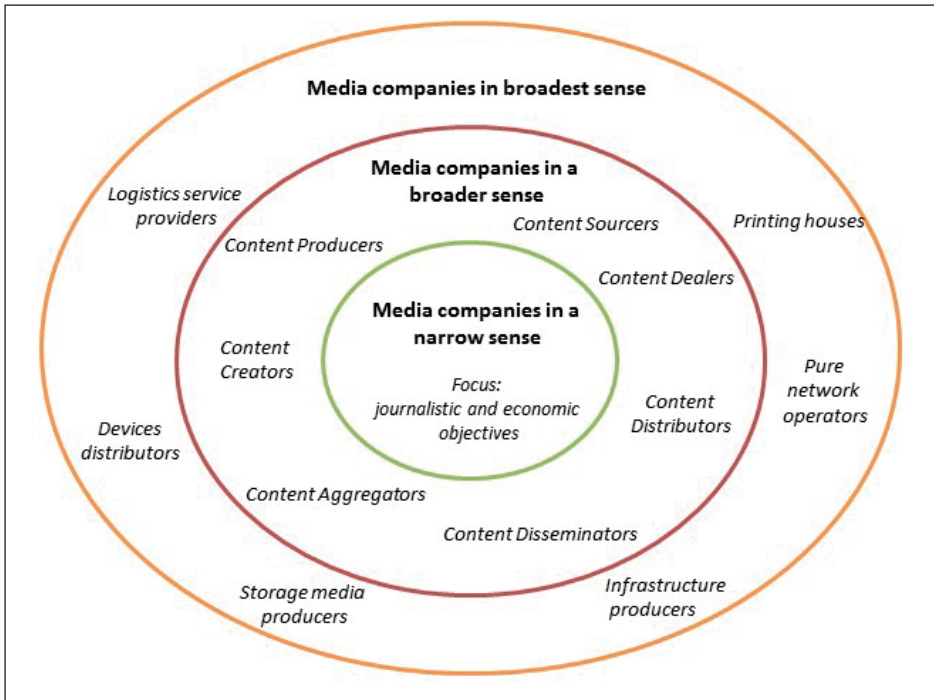 Media companies in broadest sense
Media companies in a
broader sense
Logistics service
providers
Content Producers
Content Sourcers
Printing houses
Content Dealers
Media companies in a
narrow sense
Focus:
journalistic and economic
objectives
Content
Creators
Content
Distributors
Pure
network
operators
Devices
distributors
Content Aggregators
Content Disseminators
Storage media
producers
Infrastructure
producers